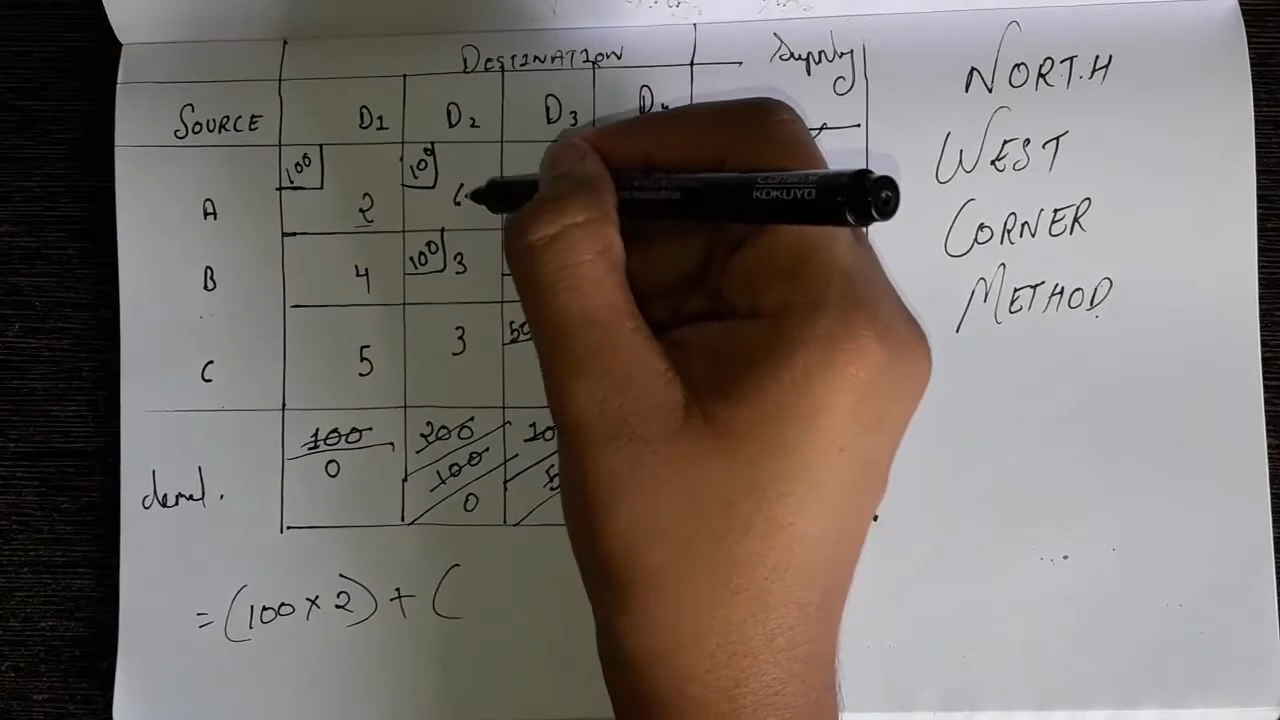 DESTINATION Supply
SOURCE D1 D2 D3
100 100
A 2
B 4 100 3
C 5 3
100 200
0 100
0
= (100 × 2) + (
NORTH
WEST
CORNER
METHOD.
KOKUYO